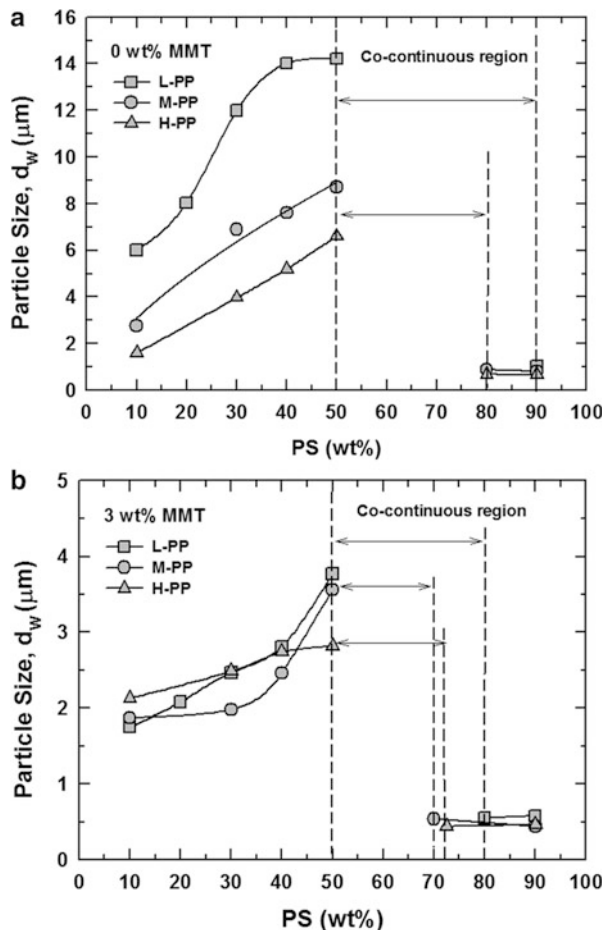 a
16
14
12
10
8
6
4
2
0
Particle Size, d_w (μm)
0 wt% MMT
L-PP
M-PP
H-PP
Co-continuous region
0 10 20 30 40 50 60 70 80 90 100
PS (wt%)
b
5
4
3
2
1
0
Particle Size, d_w (μm)
3 wt% MMT
L-PP
M-PP
H-PP
Co-continuous region
0 10 20 30 40 50 60 70 80 90 100
PS (wt%)